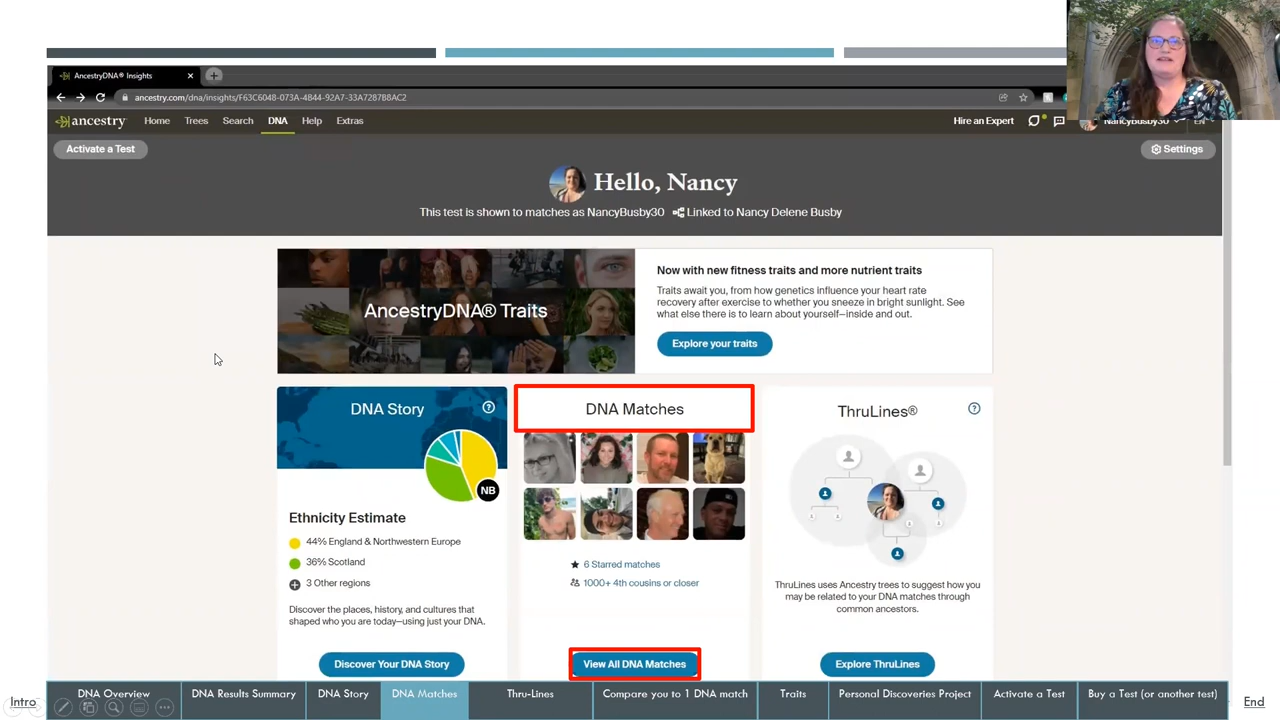 AncestryDNA® Insights
ancestry.com/dna/insights/F63C6048-073A-4B44-92A7-33A7287B8AC2
ancestry Home Trees Search DNA Help Extras Hire an Expert NancyBusby30 EN
Activate a Test Settings
Hello, Nancy
This test is shown to matches as NancyBusby30 Linked to Nancy Delene Busby
AncestryDNA® Traits
Now with new fitness traits and more nutrient traits
Traits await you, from how genetics influence your heart rate
recovery after exercise to whether you sneeze in bright sunlight. See
what else there is to learn about yourself—inside and out.
Explore your traits
DNA Story
NB
Ethnicity Estimate
44% England & Northwestern Europe
36% Scotland
3 Other regions
Discover the places, history, and cultures that
shaped who you are today—using just your DNA.
Discover Your DNA Story
DNA Matches
6 Starred matches
1000+ 4th cousins or closer
View All DNA Matches
ThruLines®
ThruLines uses Ancestry trees to suggest how you
may be related to your DNA matches through
common ancestors.
Explore ThruLines
Intro DNA Overview DNA Results Summary DNA Story DNA Matches Thru-Lines Compare you to 1 DNA match Traits Personal Discoveries Project Activate a Test Buy a Test (or another test) End